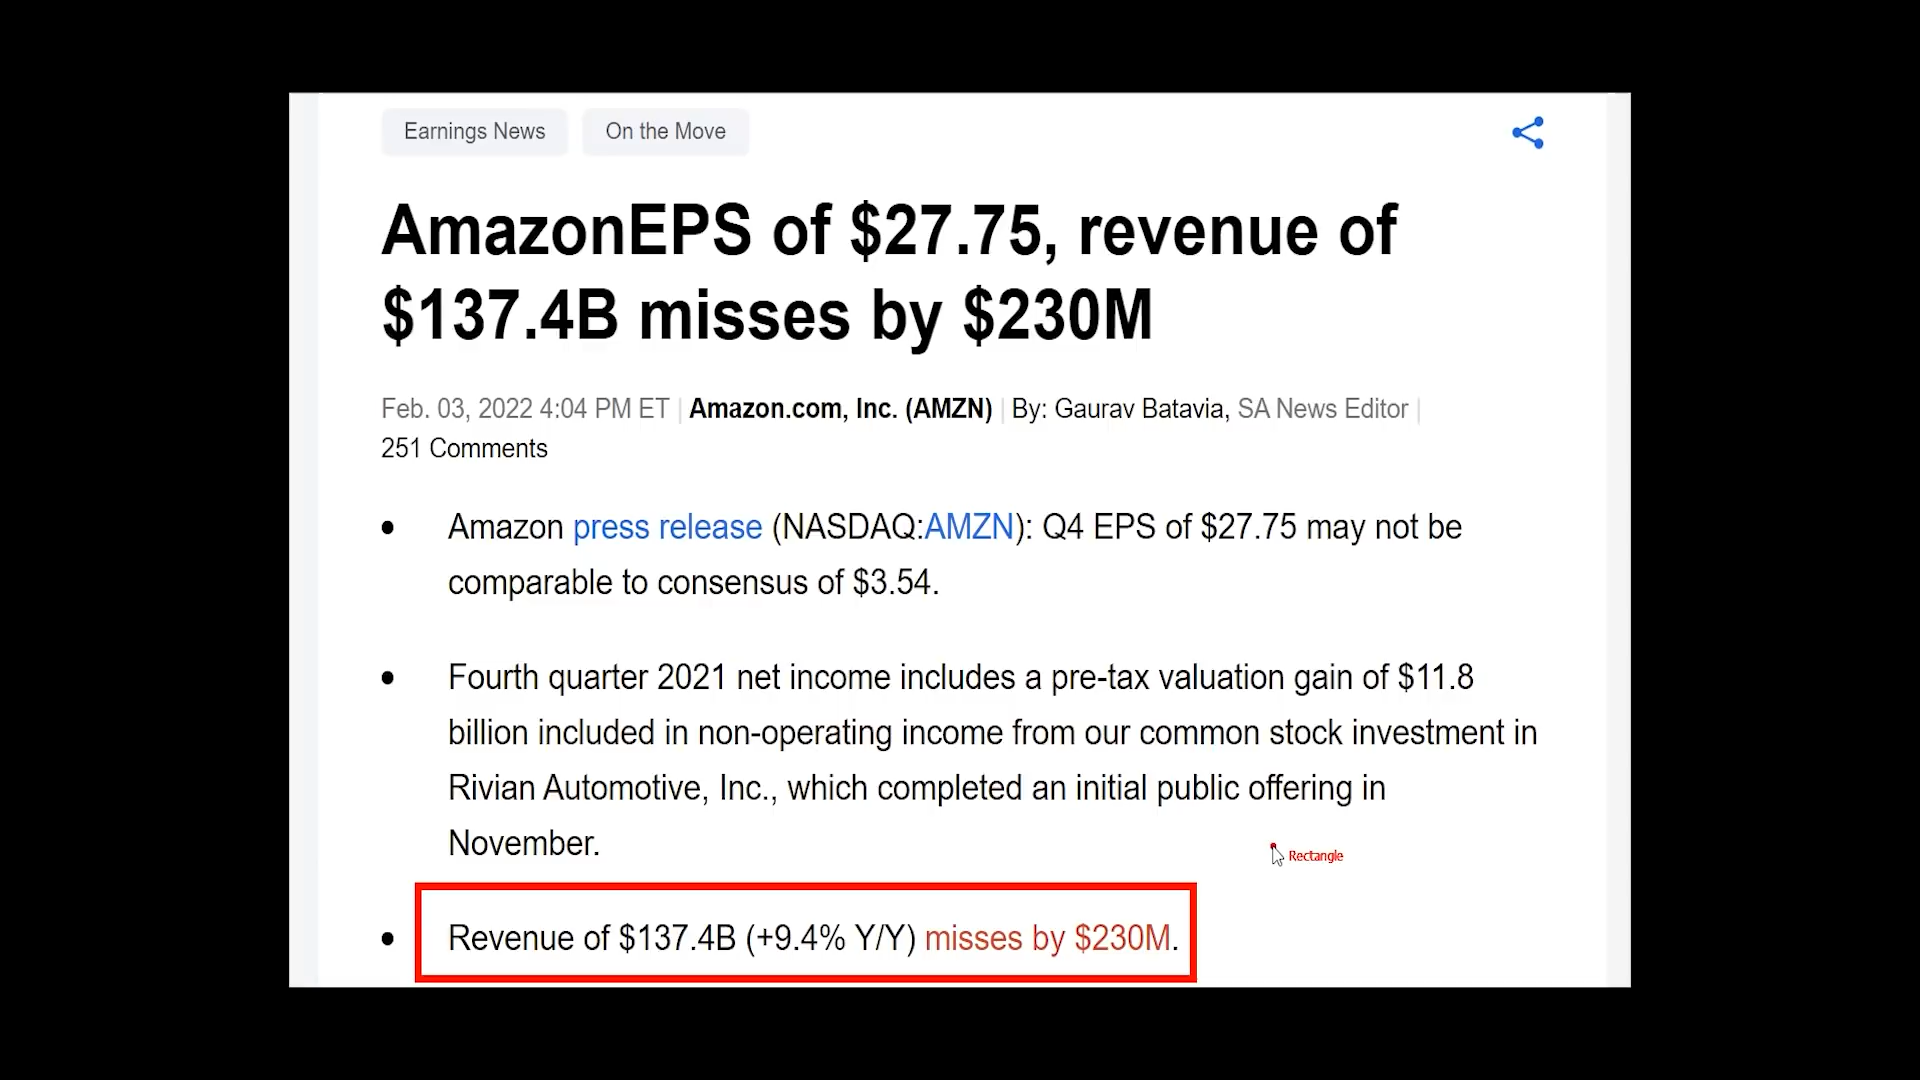 Earnings News On the Move
AmazonEPS of $27.75, revenue of
$137.4B misses by $230M
Feb. 03, 2022 4:04 PM ET | Amazon.com, Inc. (AMZN) | By: Gaurav Batavia, SA News Editor |
251 Comments
• Amazon press release (NASDAQ:AMZN): Q4 EPS of $27.75 may not be
comparable to consensus of $3.54.
• Fourth quarter 2021 net income includes a pre-tax valuation gain of $11.8
billion included in non-operating income from our common stock investment in
Rivian Automotive, Inc., which completed an initial public offering in
November.
Rectangle
• Revenue of $137.4B (+9.4% Y/Y) misses by $230M.